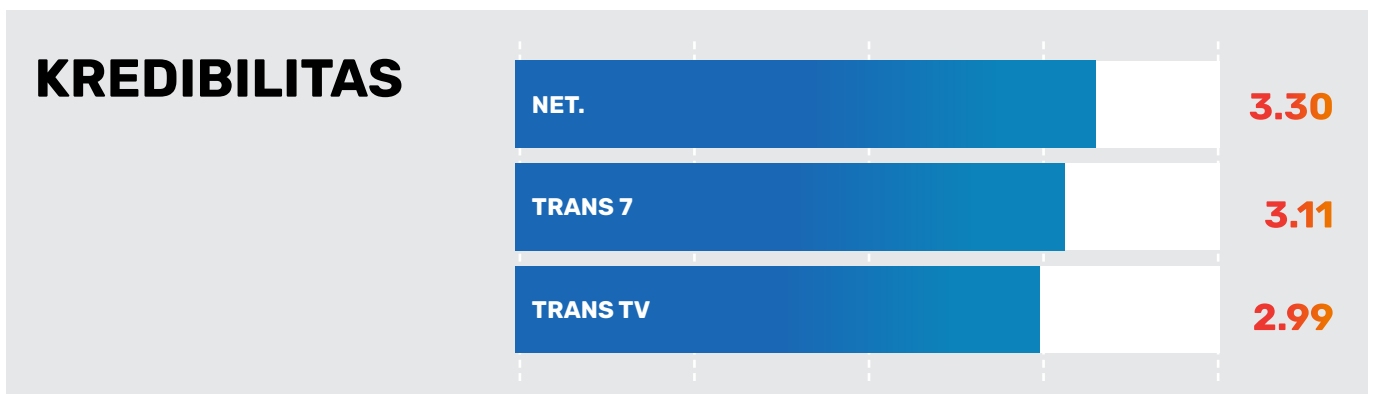 KREDIBILITAS
NET. 3.30
TRANS 7 3.11
TRANS TV 2.99